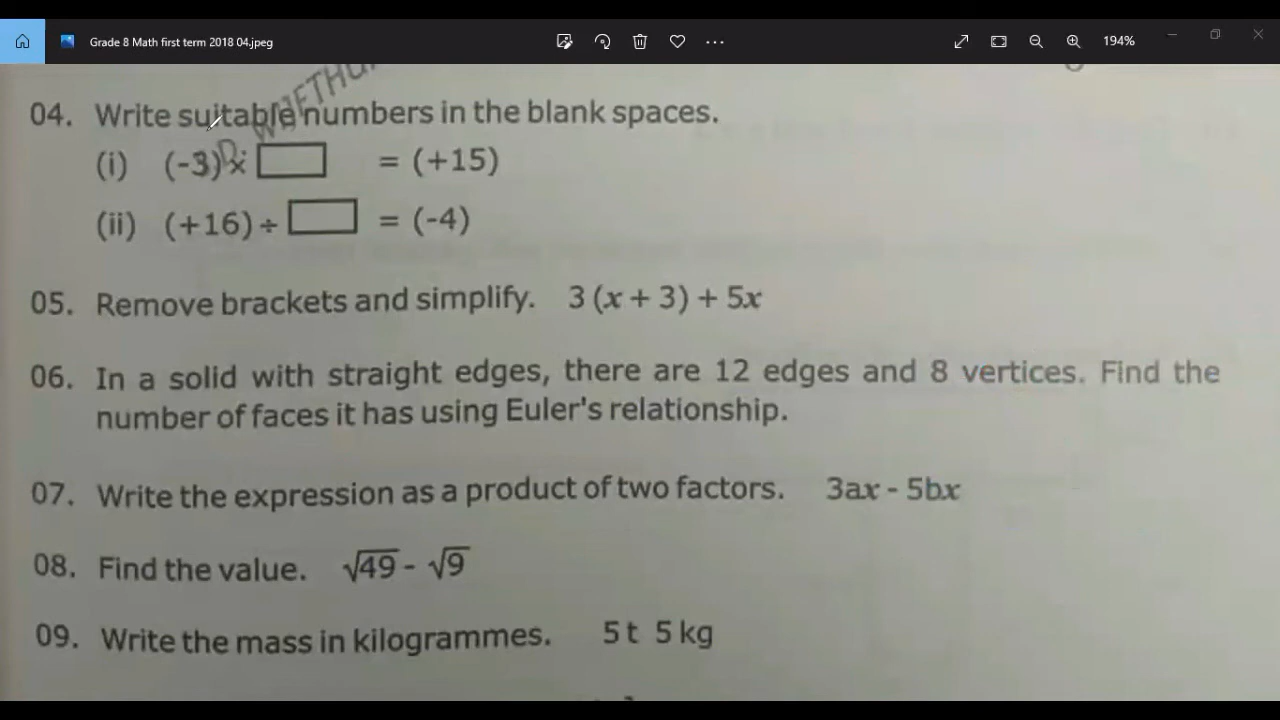 Grade 8 Math first term 2018 04.jpeg
194%
04. Write suitable numbers in the blank spaces.
(i) (-3) × = (+15)
(ii) (+16) ÷ = (-4)
05. Remove brackets and simplify. 3 (x + 3) + 5x
06. In a solid with straight edges, there are 12 edges and 8 vertices. Find the
number of faces it has using Euler's relationship.
07. Write the expression as a product of two factors. 3ax - 5bx
08. Find the value. √49 - √9
09. Write the mass in kilogrammes. 5 t 5 kg